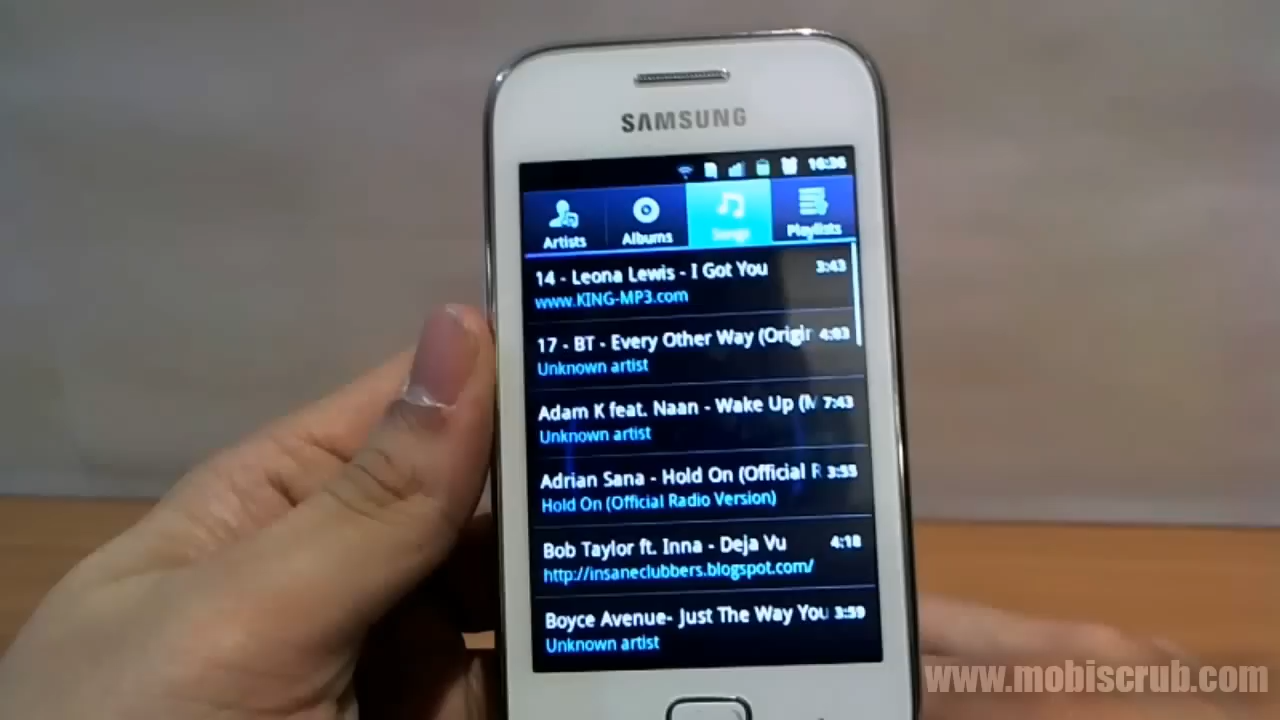 SAMSUNG
16:36
Artists
Albums
Songs
Playlists
14 - Leona Lewis - I Got You 3:43
www.KING-MP3.com
17 - BT - Every Other Way (Origin 4:03
Unknown artist
Adam K feat. Naan - Wake Up (M 7:43
Unknown artist
Adrian Sana - Hold On (Official R 3:55
Hold On (Official Radio Version)
Bob Taylor ft. Inna - Deja Vu 4:18
http://insaneclubbers.blogspot.com/
Boyce Avenue- Just The Way You 3:59
Unknown artist
www.mobiscrub.com